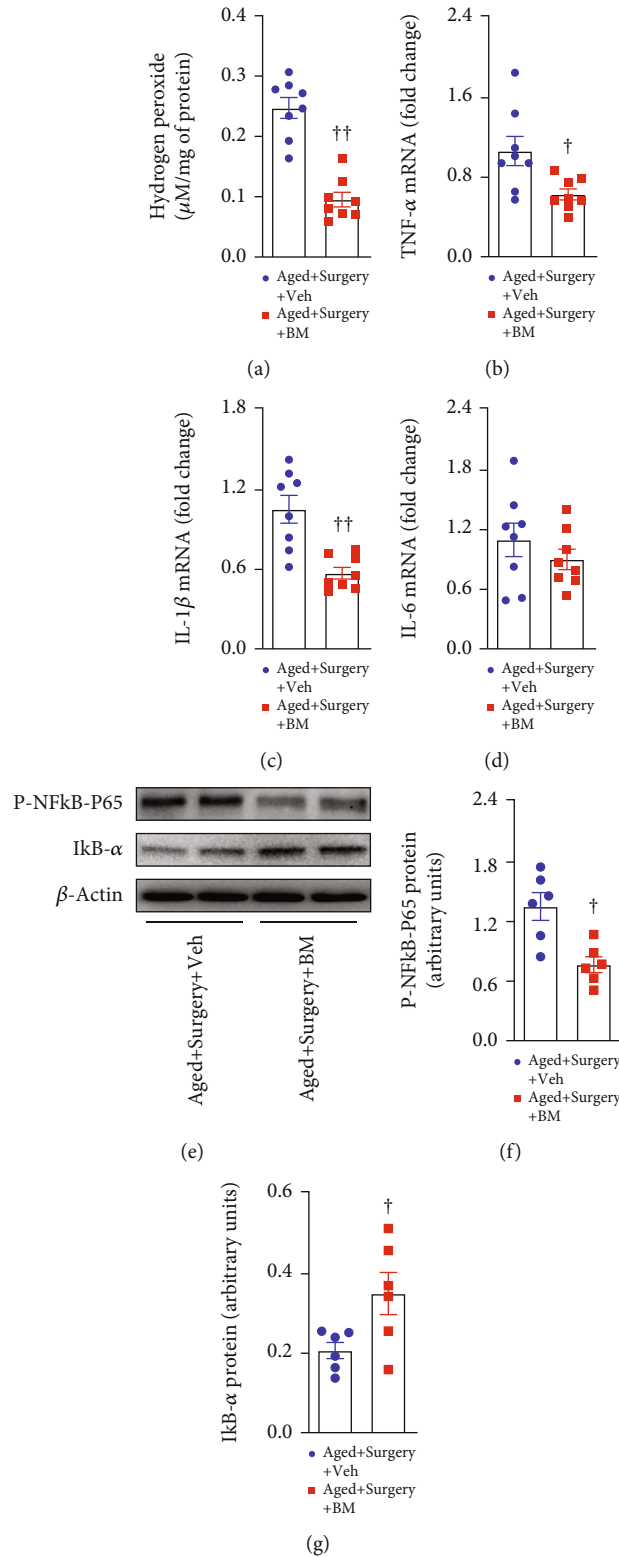 Hydrogen peroxide
(μM/mg of protein)
0.4
0.3
0.2
0.1
0.0
††
Aged+Surgery
+Veh
Aged+Surgery
+BM
(a)
TNF-α mRNA (fold change)
2.4
1.6
0.8
0.0
†
Aged+Surgery
+Veh
Aged+Surgery
+BM
(b)
IL-1β mRNA (fold change)
1.8
1.2
0.6
0.0
††
Aged+Surgery
+Veh
Aged+Surgery
+BM
(c)
IL-6 mRNA (fold change)
2.4
1.8
1.2
0.6
0.0
Aged+Surgery
+Veh
Aged+Surgery
+BM
(d)
P-NFkB-P65
IkB-α
β-Actin
Aged+Surgery+Veh
Aged+Surgery+BM
(e)
P-NFkB-P65 protein
(arbitrary units)
2.4
1.8
1.2
0.6
0.0
†
Aged+Surgery
+Veh
Aged+Surgery
+BM
(f)
IkB-α protein (arbitrary units)
0.6
0.4
0.2
0.0
†
Aged+Surgery
+Veh
Aged+Surgery
+BM
(g)